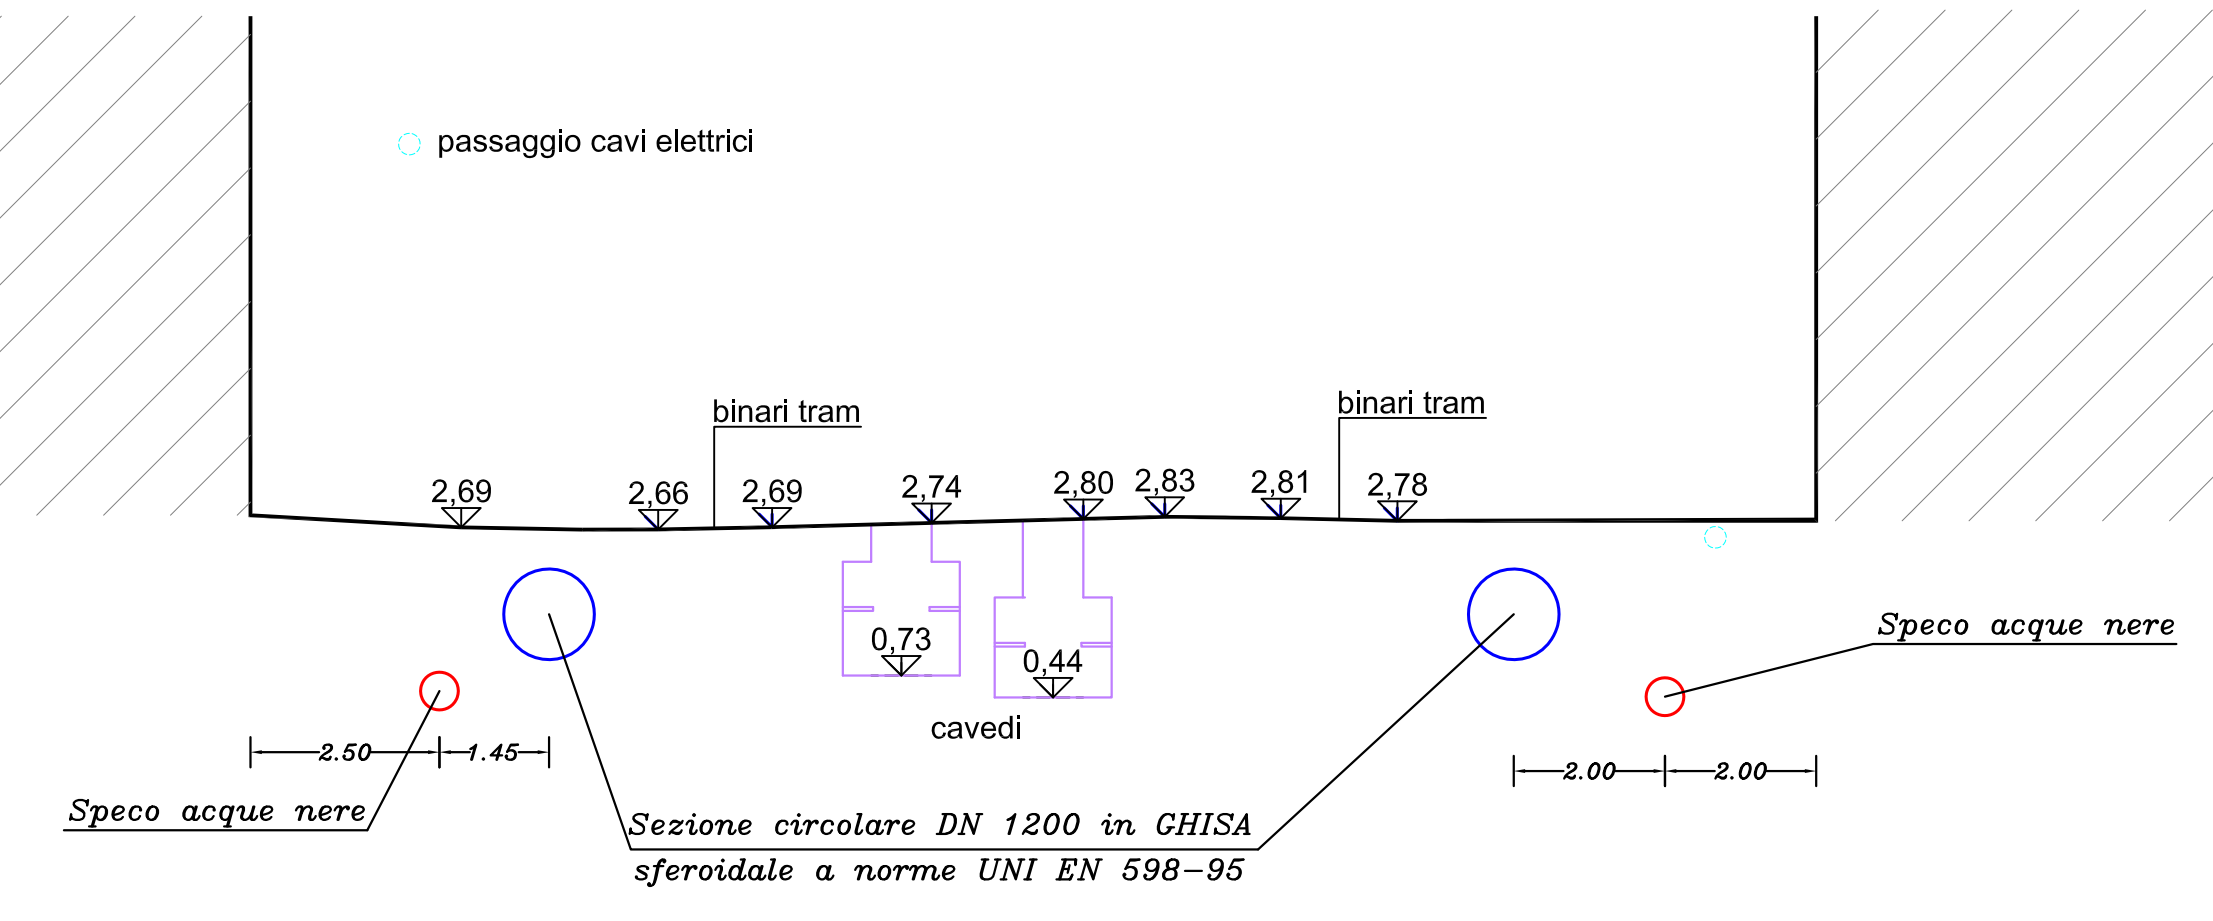 passaggio cavi elettrici
binari tram
binari tram
2,69
2,66
2,69
2,74
2,80
2,83
2,81
2,78
0,73
0,44
cavedi
Speco acque nere
2.50
1.45
2.00
2.00
Speco acque nere
Sezione circolare DN 1200 in GHISA
sferoidale a norme UNI EN 598-95